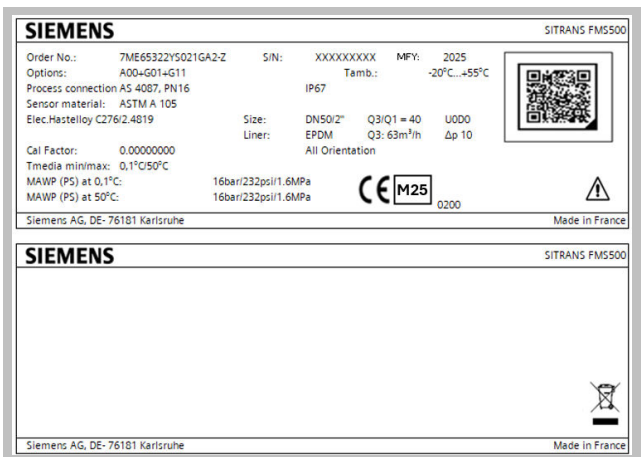 SIEMENS SITRANS FMS500
Order No.: 7ME65322YS021GA2-Z S/N: XXXXXXXXX MFY: 2025
Options: A00+G01+G11 Tamb.: -20°C...+55°C
Process connection AS 4087, PN16 IP67
Sensor material: ASTM A 105
Elec.Hastelloy C276/2.4819 Size: DN50/2" Q3/Q1 = 40 U0D0
Liner: EPDM Q3: 63m³/h Δp 10
Cal Factor: 0.00000000 All Orientation
Tmedia min/max: 0,1°C/50°C
MAWP (PS) at 0,1°C: 16bar/232psi/1.6MPa
MAWP (PS) at 50°C: 16bar/232psi/1.6MPa CE M25 0200
Siemens AG, DE- 76181 Karlsruhe Made in France
SIEMENS SITRANS FMS500
Siemens AG, DE- 76181 Karlsruhe Made in France